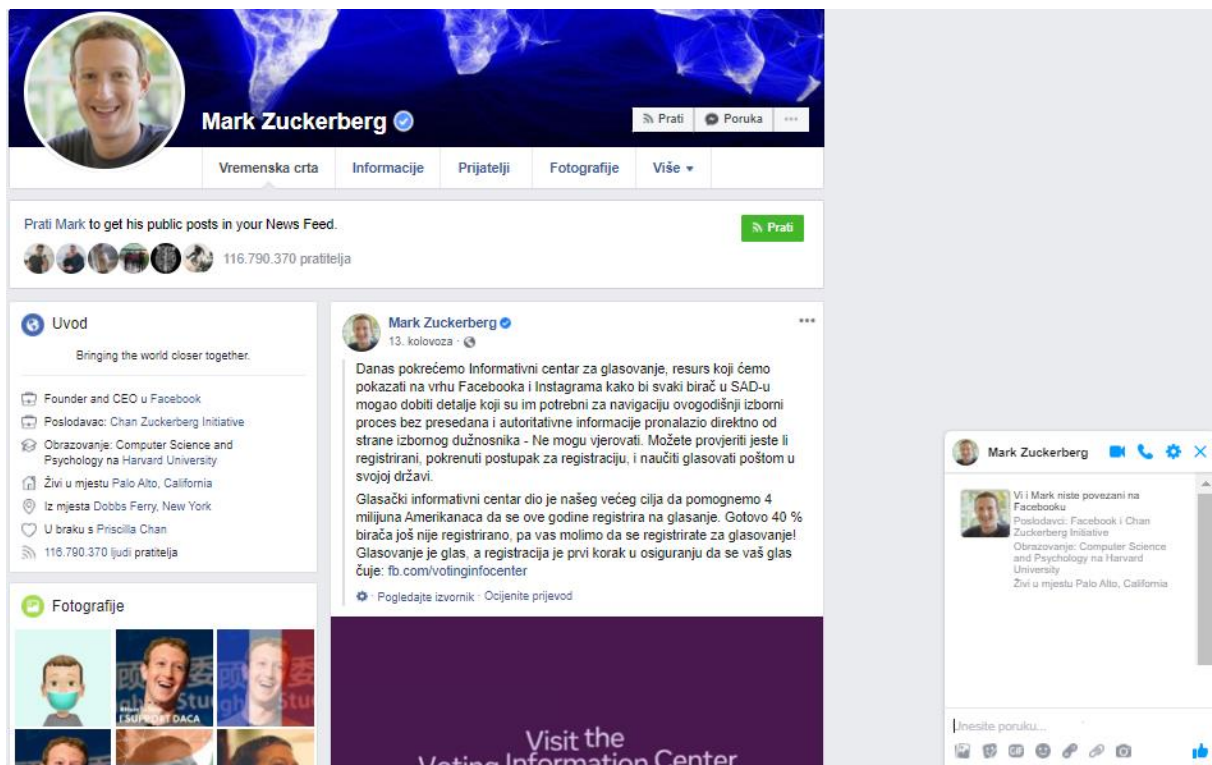 Mark Zuckerberg
Prati
Poruka
Vremenska crta
Informacije
Prijatelji
Fotografije
Više
Prati Mark to get his public posts in your News Feed.
Prati
116.790.370 pratitelja
Uvod
Bringing the world closer together.
Founder and CEO u Facebook
Poslodavac: Chan Zuckerberg Initiative
Obrazovanje: Computer Science and
Psychology na Harvard University
Živi u mjestu Palo Alto, California
Iz mjesta Dobbs Ferry, New York
U braku s Priscilla Chan
116.790.370 ljudi pratitelja
Fotografije
I SUPPORT DACA
Mark Zuckerberg
13. kolovoza ·
Danas pokrećemo Informativni centar za glasovanje, resurs koji ćemo
pokazati na vrhu Facebooka i Instagrama kako bi svaki birač u SAD-u
mogao dobiti detalje koji su im potrebni za navigaciju ovogodišnji izborni
proces bez presedana i autoritativne informacije pronalazio direktno od
strane izbornog dužnosnika - Ne mogu vjerovati. Možete provjeriti jeste li
registrirani, pokrenuti postupak za registraciju, i naučiti glasovati poštom u
svojoj državi.
Glasački informativni centar dio je našeg većeg cilja da pomognemo 4
milijuna Amerikanaca da se ove godine registrira na glasanje. Gotovo 40 %
birača još nije registrirano, pa vas molimo da se registrirate za glasovanje!
Glasovanje je glas, a registracija je prvi korak u osiguranju da se vaš glas
čuje: fb.com/votinginfocenter
· Pogledajte izvornik · Ocijenite prijevod
Visit the
Voting Information Center
Mark Zuckerberg
Vi i Mark niste povezani na
Facebooku
Poslodavci: Facebook i Chan
Zuckerberg Initiative
Obrazovanje: Computer Science
and Psychology na Harvard
University
Živi u mjestu Palo Alto, California
Unesite poruku...
GIF